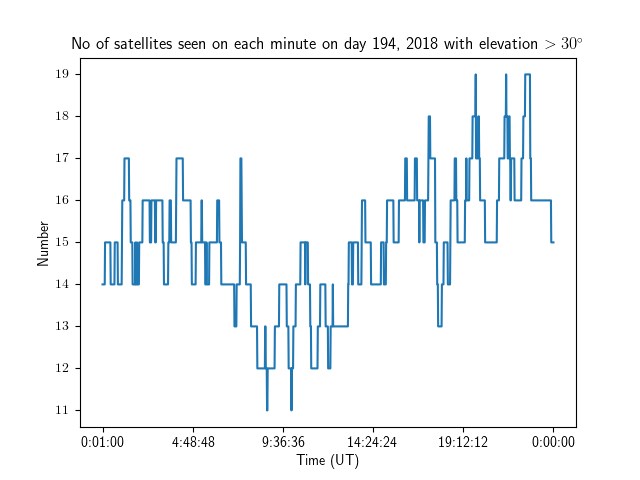 No of satellites seen on each minute on day 194, 2018 with elevation > 30°
19
18
17
16
15
14
13
12
11
Number
0:01:00 4:48:48 9:36:36 14:24:24 19:12:12 0:00:00
Time (UT)